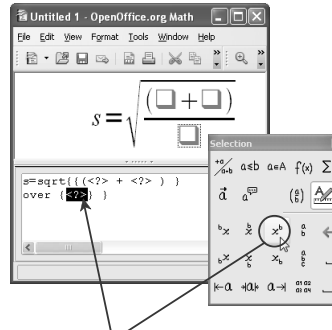 Untitled 1 - OpenOffice.org Math
File Edit View Format Tools Window Help
s=√((□+□)/□)
Selection
+a/a+b a≤b a∈A f(x) Σ
s=sqrt{{(<?> + <?> ) }
over {<?>} }